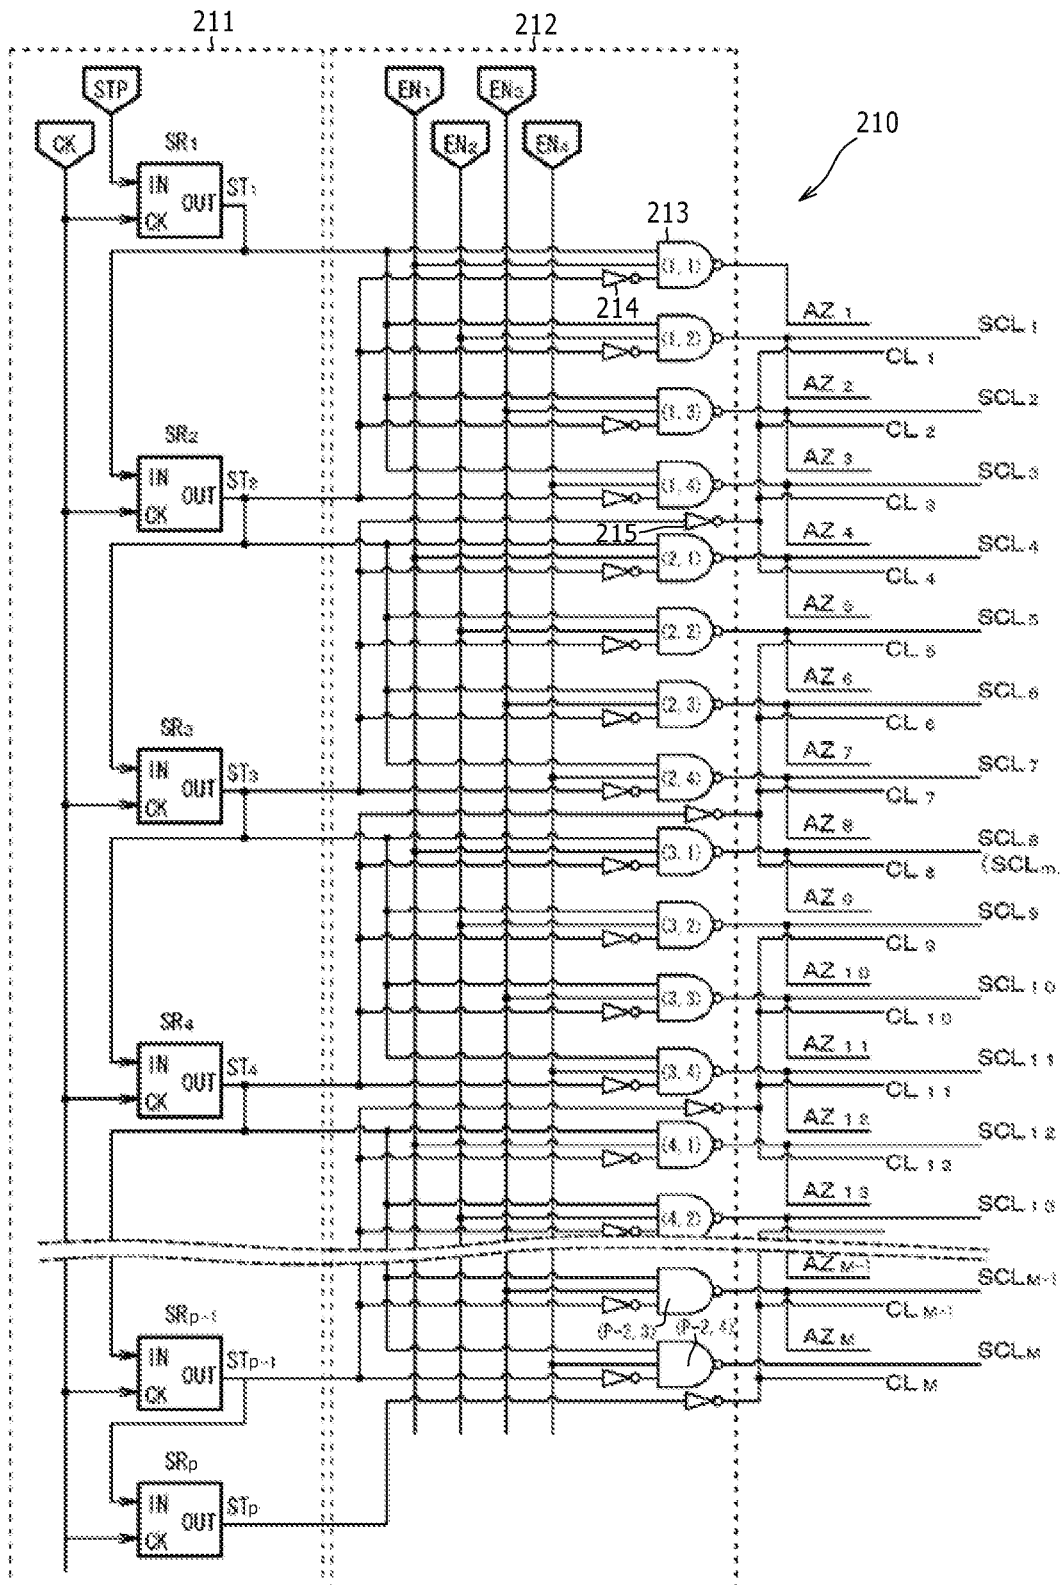 211
212
STP
EN1
EN3
CK
EN2
EN4
210
SR1
IN
OUT
CK
ST1
213
(1, 1)
214
AZ 1
SCL 1
(1, 2)
CL 1
AZ 2
SCL 2
(1, 3)
CL 2
SR2
IN
OUT
CK
ST2
AZ 3
SCL 3
(1, 4)
CL 3
215
AZ 4
SCL 4
(2, 1)
CL 4
AZ 5
SCL 5
(2, 2)
CL 5
AZ 6
SCL 6
(2, 3)
CL 6
SR3
IN
OUT
CK
ST3
AZ 7
SCL 7
(2, 4)
CL 7
AZ 8
SCL 8
(SCLm,
(3, 1)
CL 8
AZ 9
SCL 9
(3, 2)
CL 9
AZ 10
SCL 10
(3, 3)
CL 10
SR4
IN
OUT
CK
ST4
AZ 11
SCL 11
(3, 4)
CL 11
AZ 12
SCL 12
(4, 1)
CL 12
AZ 13
SCL 13
(4, 2)
AZ M-1
SCL M-1
CL M-1
(P-2, 3)
(P-2, 4)
SRp-1
IN
OUT
CK
STp-1
AZ M
SCL M
CL M
SRp
IN
OUT
CK
STp